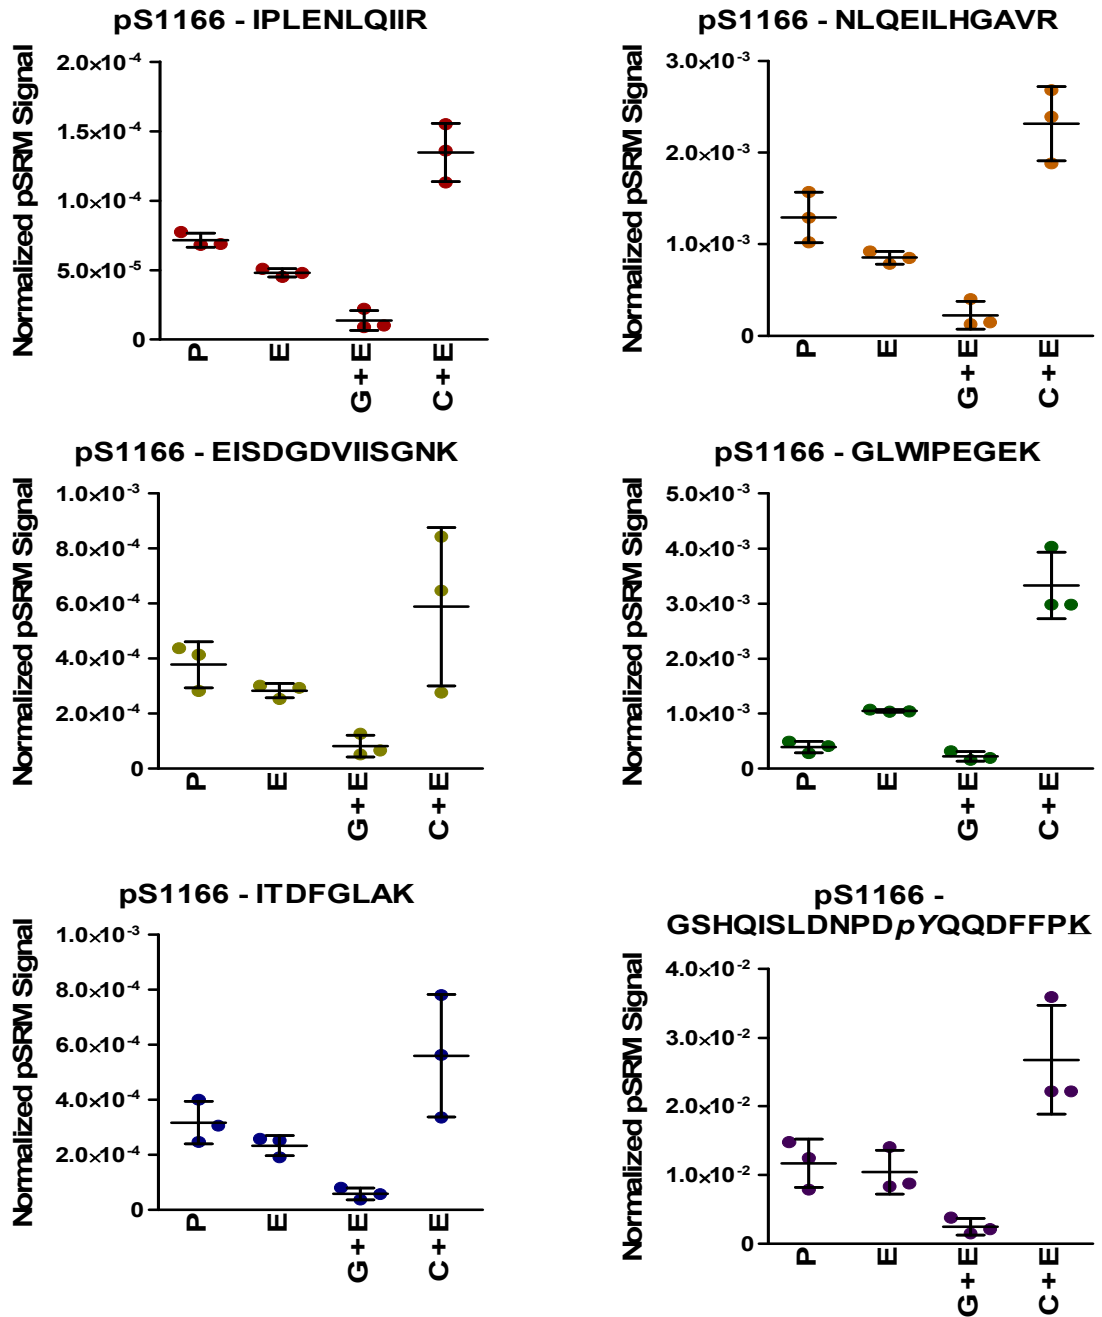 pS1166 - IPLENLQIIR
Normalized pSRM Signal
2.0×10-4
1.5×10-4
1.0×10-4
5.0×10-5
0
P
E
G+E
C+E
pS1166 - NLQEILHGAVR
Normalized pSRM Signal
3.0×10-3
2.0×10-3
1.0×10-3
0
P
E
G+E
C+E
pS1166 - EISDGDVIISGNK
Normalized pSRM Signal
1.0×10-3
8.0×10-4
6.0×10-4
4.0×10-4
2.0×10-4
0
P
E
G+E
C+E
pS1166 - GLWIPEGEK
Normalized pSRM Signal
5.0×10-3
4.0×10-3
3.0×10-3
2.0×10-3
1.0×10-3
0
P
E
G+E
C+E
pS1166 - ITDFGLAK
Normalized pSRM Signal
1.0×10-3
8.0×10-4
6.0×10-4
4.0×10-4
2.0×10-4
0
P
E
G+E
C+E
pS1166 -
GSHQISLDNPDpYQQDFFPK
Normalized pSRM Signal
4.0×10-2
3.0×10-2
2.0×10-2
1.0×10-2
0
P
E
G+E
C+E